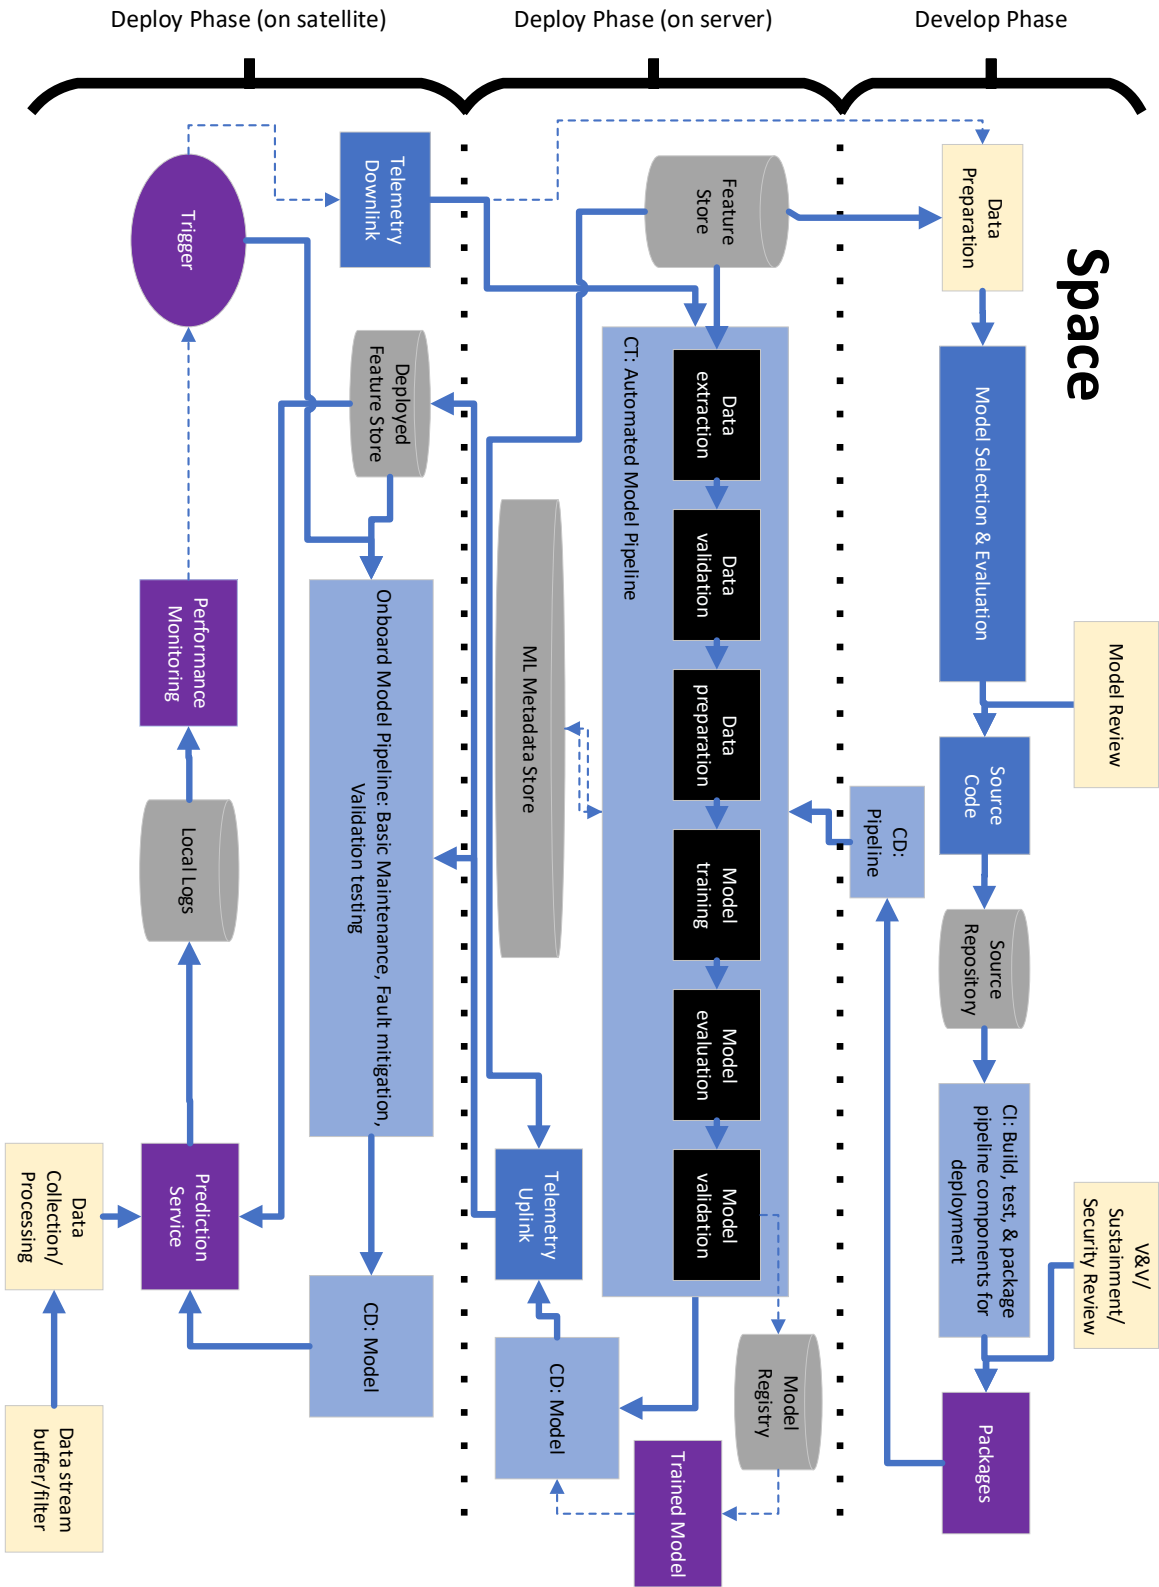 Deploy Phase (on satellite)
Deploy Phase (on server)
Develop Phase
Space
Data
Preparation
Model Selection & Evaluation
Model Review
Source
Code
Source
Repository
CI: Build, test, & package
pipeline components for
deployment
V&V/
Sustainment/
Security Review
Packages
CD:
Pipeline
Feature
Store
CT: Automated Model Pipeline
Data
extraction
Data
validation
Data
preparation
Model
training
Model
evaluation
Model
validation
ML Metadata Store
Model
Registry
Trained Model
CD: Model
Telemetry
Uplink
Telemetry
Downlink
Trigger
Deployed
Feature Store
Onboard Model Pipeline: Basic Maintenance, Fault mitigation,
Validation testing
CD: Model
Performance
Monitoring
Local Logs
Prediction
Service
Data
Collection/
Processing
Data stream
buffer/filter